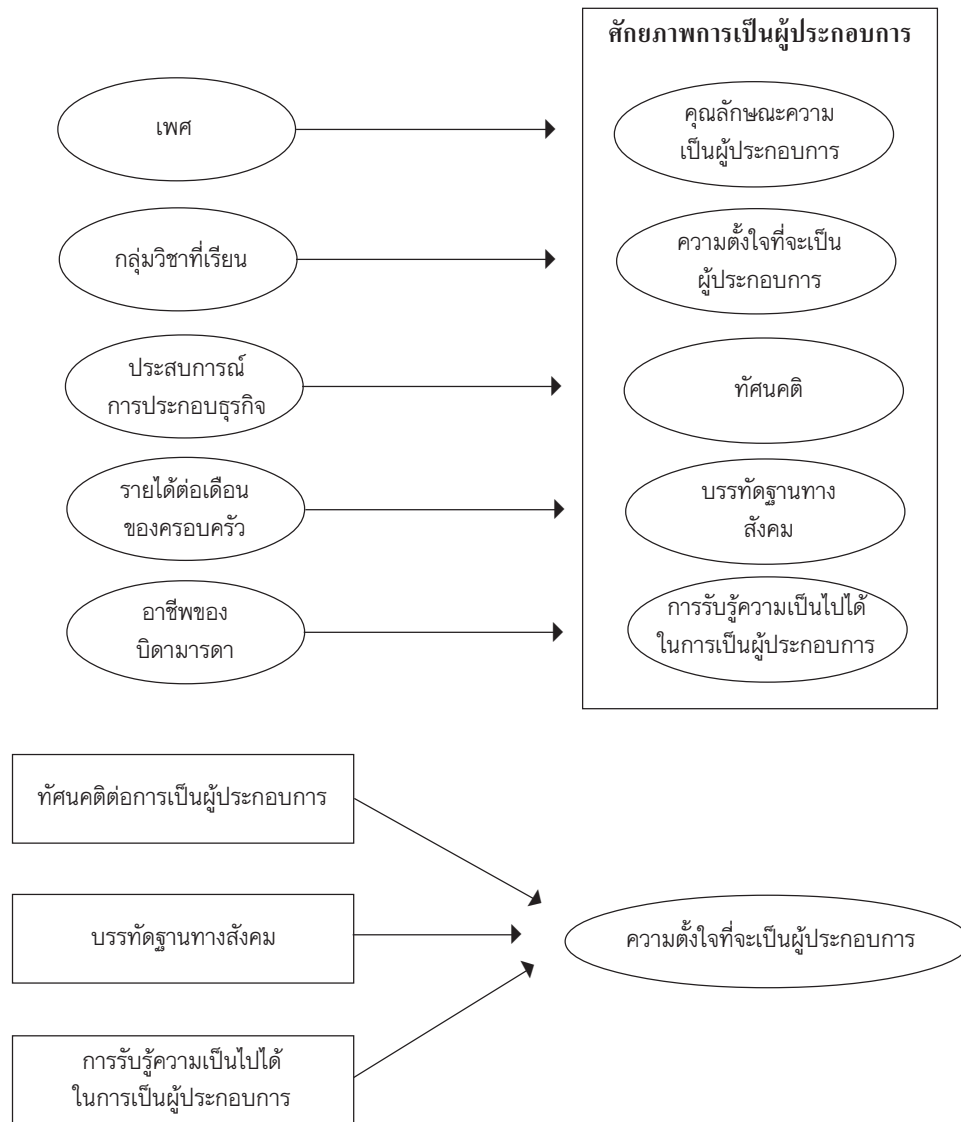 ศักยภาพการเป็นผู้ประกอบการ
เพศ
คุณลักษณะความ
เป็นผู้ประกอบการ
กลุ่มวิชาที่เรียน
ความตั้งใจที่จะเป็น
ผู้ประกอบการ
ประสบการณ์
การประกอบธุรกิจ
ทัศนคติ
รายได้ต่อเดือน
ของครอบครัว
บรรทัดฐานทาง
สังคม
อาชีพของ
บิดามารดา
การรับรู้ความเป็นไปได้
ในการเป็นผู้ประกอบการ
ทัศนคติต่อการเป็นผู้ประกอบการ
บรรทัดฐานทางสังคม
ความตั้งใจที่จะเป็นผู้ประกอบการ
การรับรู้ความเป็นไปได้
ในการเป็นผู้ประกอบการ